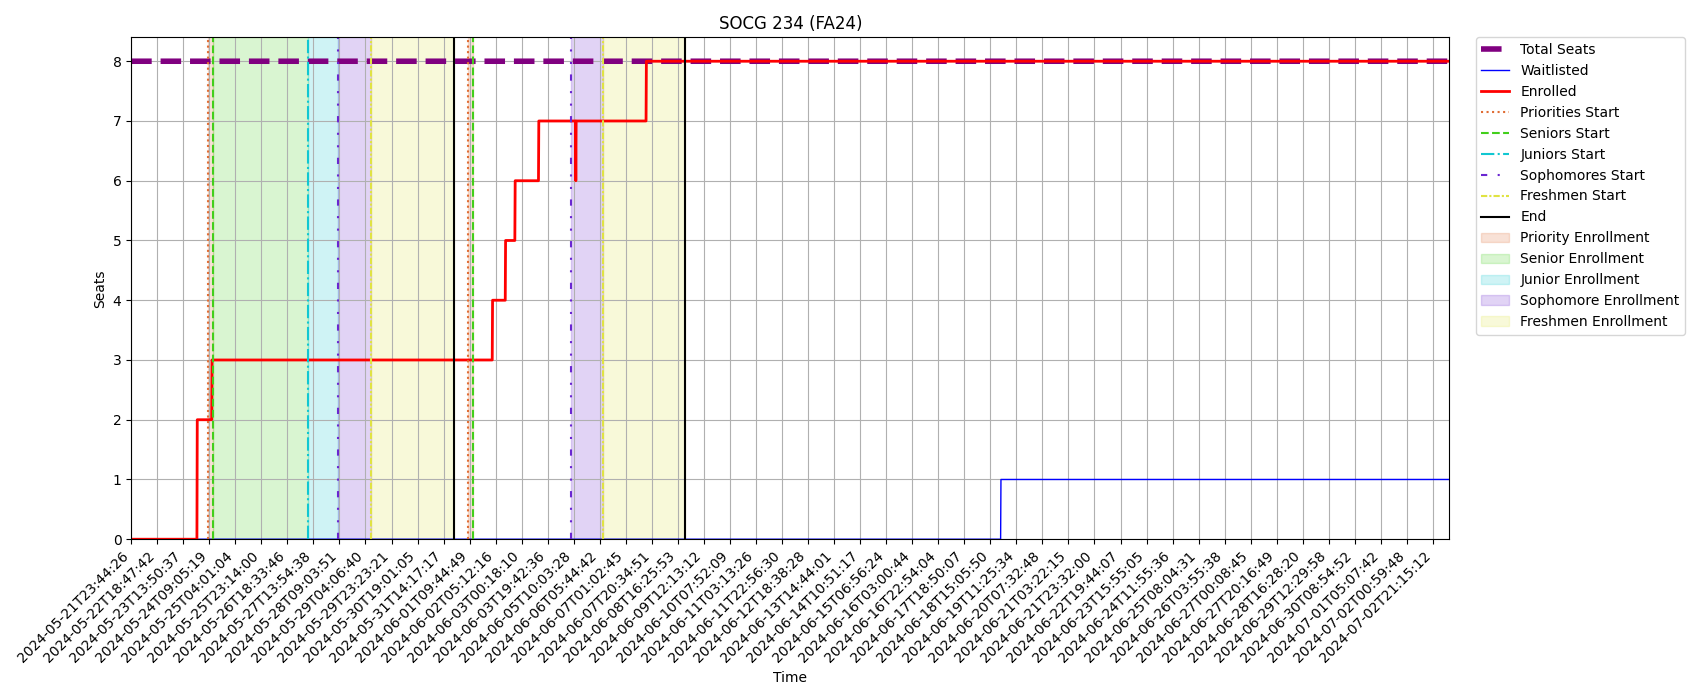 SOCG 234 (FA24)
Seats
8
7
6
5
4
3
2
1
0
2024-05-21T23:44:26
2024-05-22T18:47:42
2024-05-23T13:50:37
2024-05-24T09:05:19
2024-05-25T04:01:04
2024-05-25T23:14:00
2024-05-26T18:33:46
2024-05-27T13:54:38
2024-05-28T09:03:51
2024-05-29T04:06:40
2024-05-29T23:23:21
2024-05-30T19:01:05
2024-05-31T14:17:17
2024-06-01T09:44:49
2024-06-02T05:12:16
2024-06-03T00:18:10
2024-06-03T19:42:36
2024-06-05T10:03:28
2024-06-06T05:44:42
2024-06-07T01:02:45
2024-06-07T20:34:51
2024-06-08T16:25:53
2024-06-09T12:13:12
2024-06-10T07:52:09
2024-06-11T03:13:26
2024-06-11T22:56:30
2024-06-12T18:38:28
2024-06-13T14:44:01
2024-06-14T10:51:17
2024-06-15T06:56:24
2024-06-16T03:00:44
2024-06-16T22:54:04
2024-06-17T18:50:07
2024-06-18T15:05:50
2024-06-19T11:25:34
2024-06-20T07:32:48
2024-06-21T03:22:15
2024-06-21T23:32:00
2024-06-22T19:44:07
2024-06-23T15:55:05
2024-06-24T11:55:36
2024-06-25T08:04:31
2024-06-26T03:55:38
2024-06-27T00:08:45
2024-06-27T20:16:49
2024-06-28T16:28:20
2024-06-29T12:29:58
2024-06-30T08:54:52
2024-07-01T05:07:42
2024-07-02T00:59:48
2024-07-02T21:15:12
Time
Total Seats
Waitlisted
Enrolled
Priorities Start
Seniors Start
Juniors Start
Sophomores Start
Freshmen Start
End
Priority Enrollment
Senior Enrollment
Junior Enrollment
Sophomore Enrollment
Freshmen Enrollment